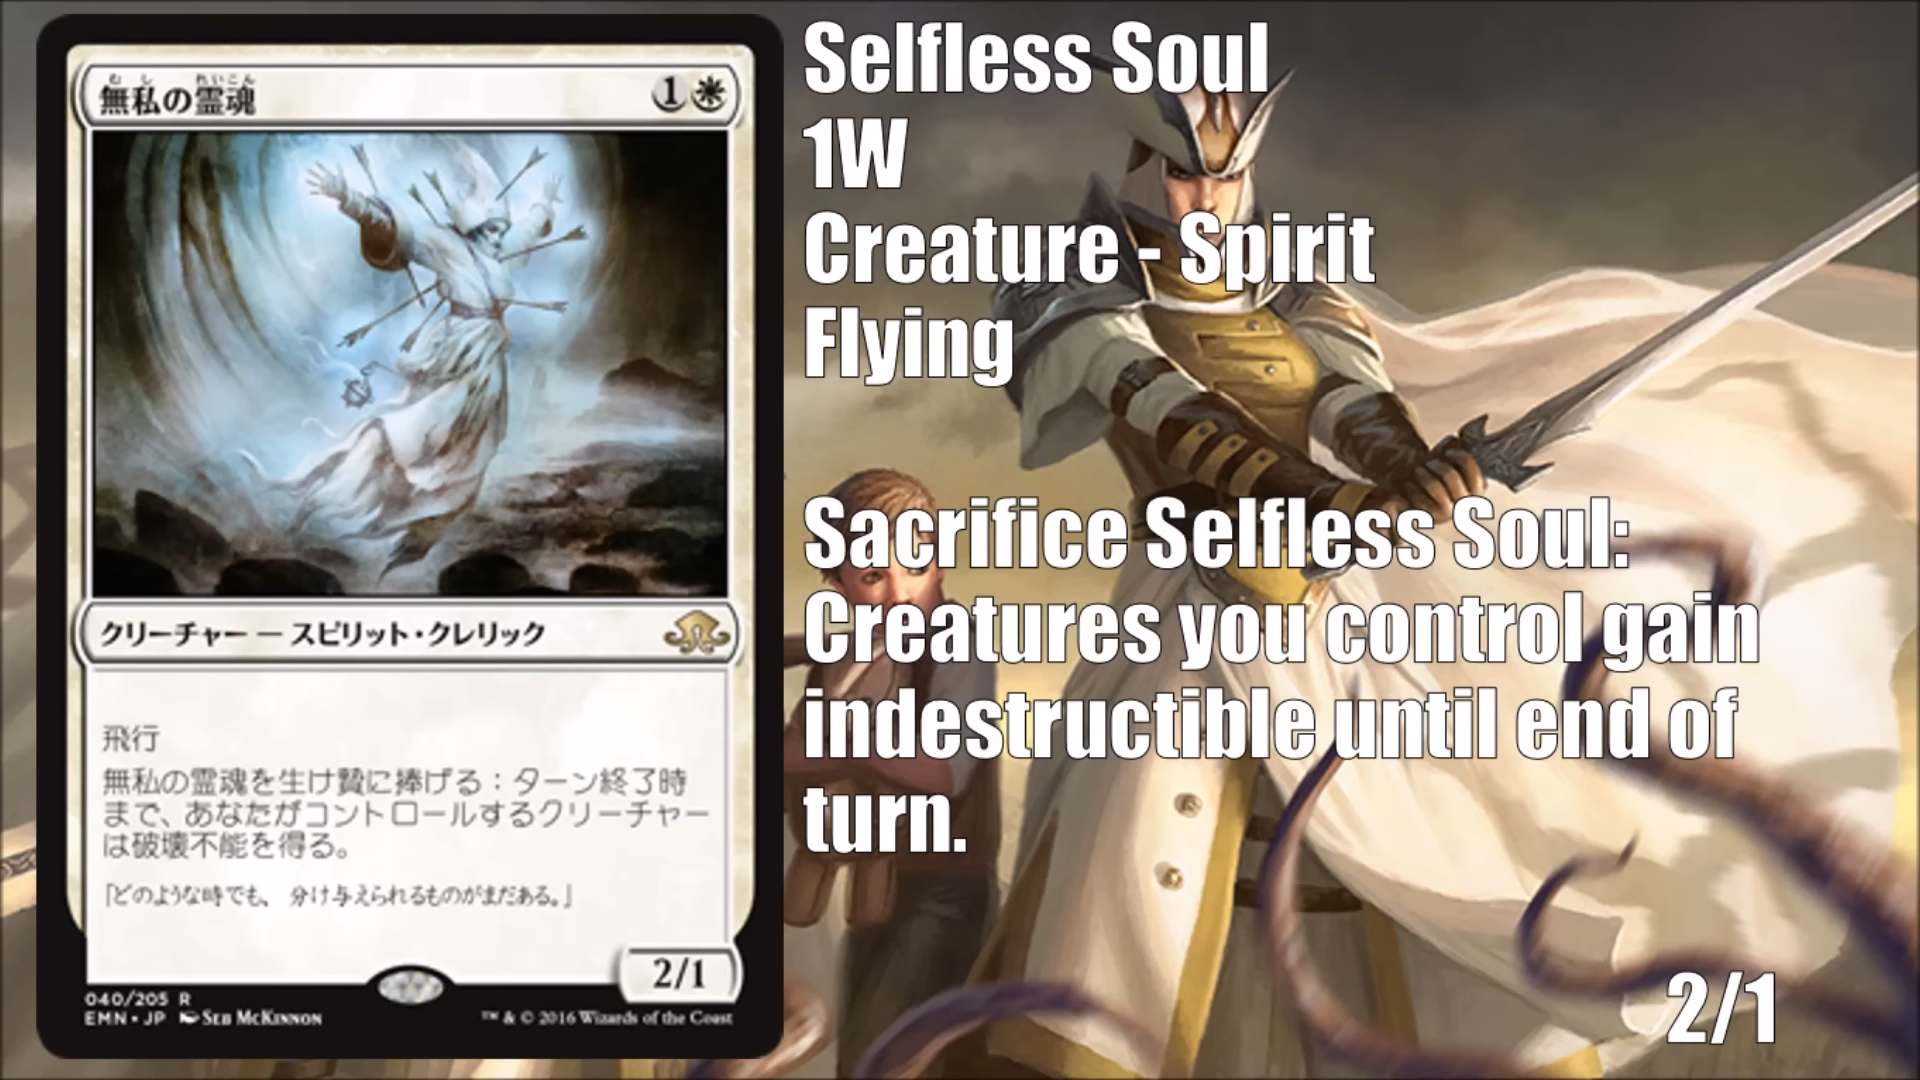 むし れいこん
無私の霊魂 1
クリーチャー — スピリット・クレリック
飛行
無私の霊魂を生け贄に捧げる：ターン終了時
まで、あなたがコントロールするクリーチャー
は破壊不能を得る。
「どのような時でも、 分け与えられるものがまだある。」
2/1
040/205 R
EMN • JP SEB MCKINNON
™ & © 2016 Wizards of the Coast
Selfless Soul
1W
Creature - Spirit
Flying
Sacrifice Selfless Soul:
Creatures you control gain
indestructible until end of
turn.
2/1